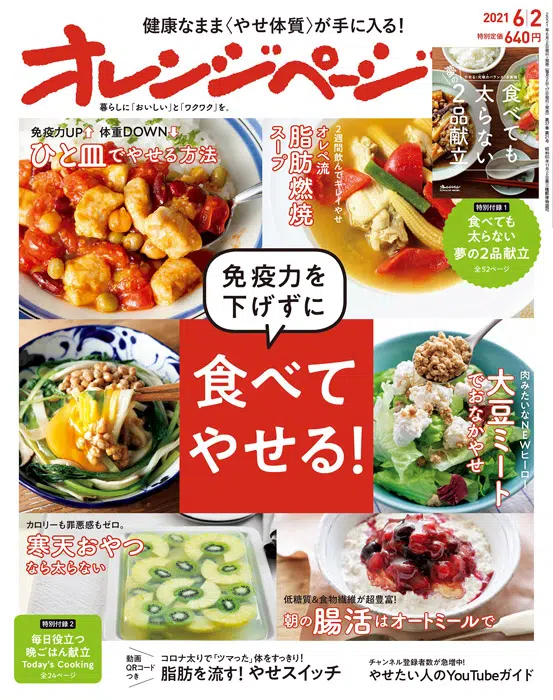 健康なまま〈やせ体質〉が手に入る!
2021 6|2
特別定価640円
オレンジページ
暮らしに「おいしい」と「ワクワク」を。
食べても
太らない
夢の2品献立
免疫力UP↑ 体重DOWN↓
ひと皿でやせる方法
2週間飲んでキレイやせ
オレペ流
脂肪燃焼
スープ
特別付録1
食べても
太らない
夢の2品献立
全52ページ
免疫力を
下げずに
食べて
やせる!
肉みたいなNEWヒーロー
大豆ミート
でおなかやせ
カロリーも罪悪感もゼロ。
寒天おやつ
なら太らない
低糖質&食物繊維が超豊富!
朝の腸活はオートミールで
特別付録2
毎日役立つ
晩ごはん献立
Today's Cooking
全24ページ
動画
QRコード
つき
コロナ太りで「ツマった」体をすっきり!
脂肪を流す!やせスイッチ
チャンネル登録者数が急増中!
やせたい人のYouTubeガイド